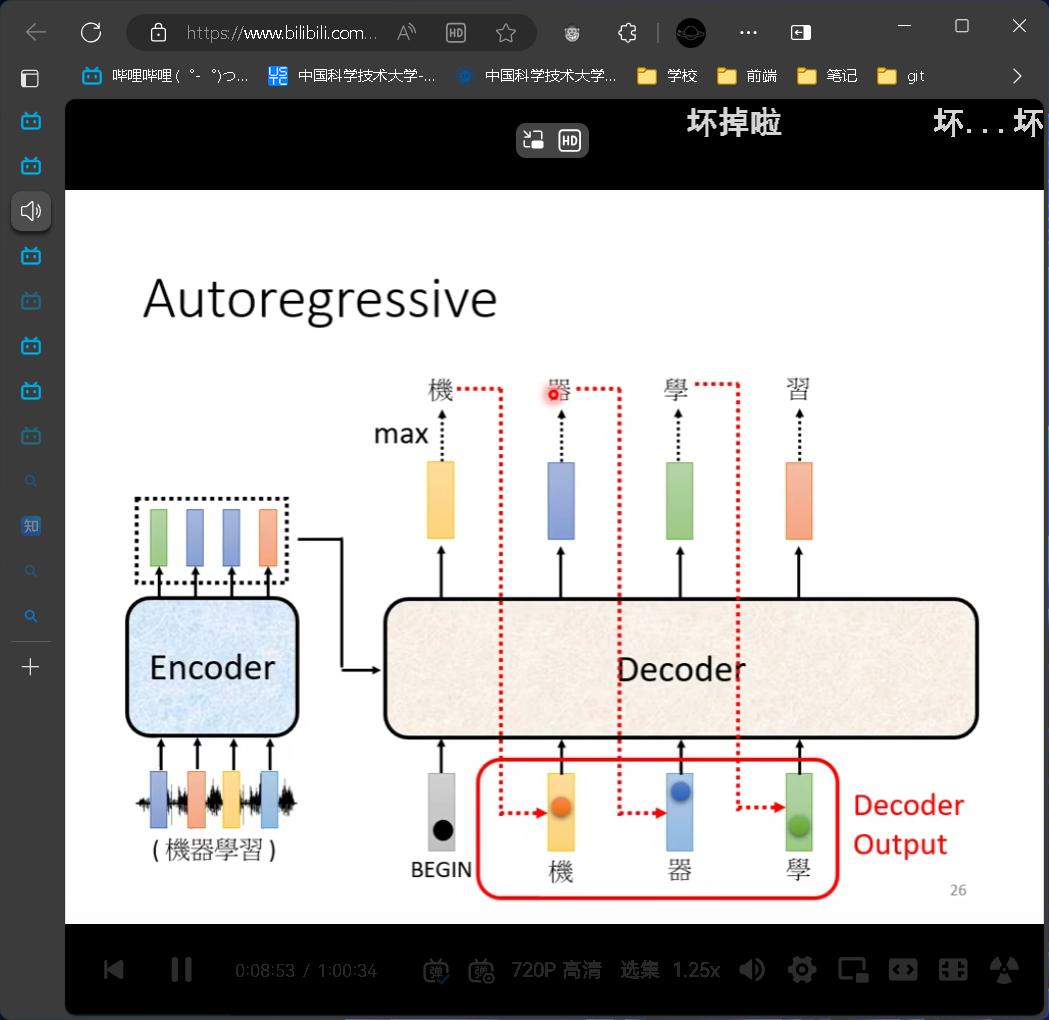 https://www.bilibili.com...
HD
哔哩哔哩 (゜-゜)つ...
中国科学技术大学-...
中国科学技术大学...
学校
前端
笔记
git
坏掉啦
坏...坏
HD
Autoregressive
機
器
學
習
max
知
Encoder
Decoder
(機器學習)
BEGIN
機
器
學
Decoder
Output
26
0:08:53 / 1:00:34
弹
弹
720P 高清
选集
1.25x